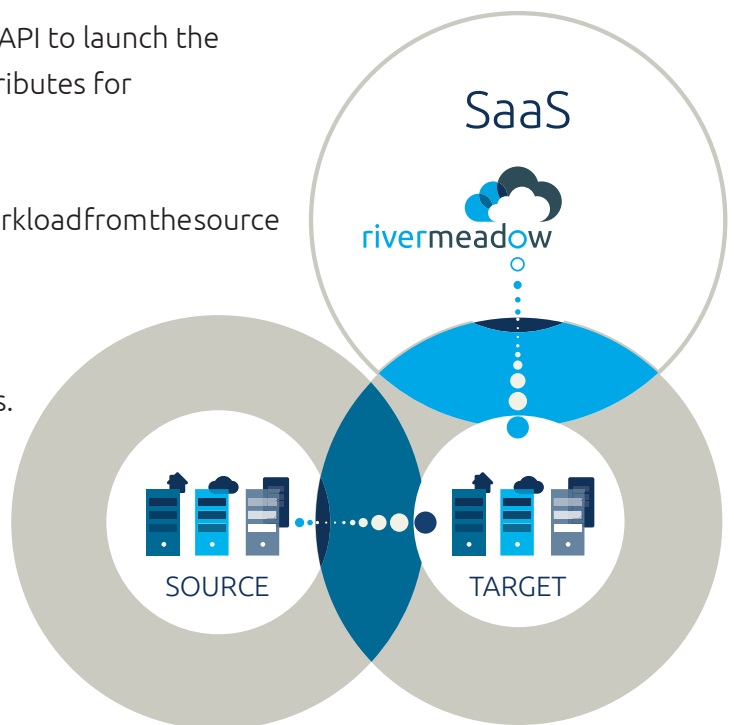 API to launch the
ributes for
rkloadfromthesource
s.
SaaS
rivermeadow
SOURCE
TARGET